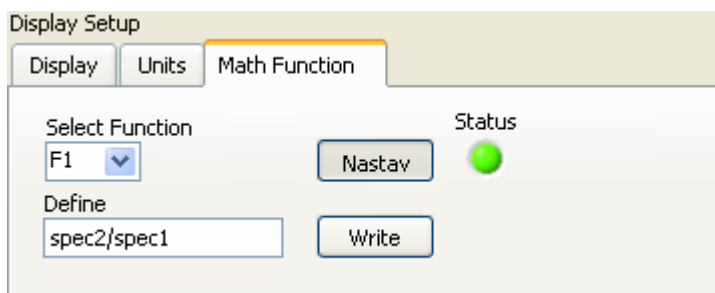 Display Setup
Display Units Math Function
Select Function Status
F1 Nastav
Define
spec2/spec1 Write